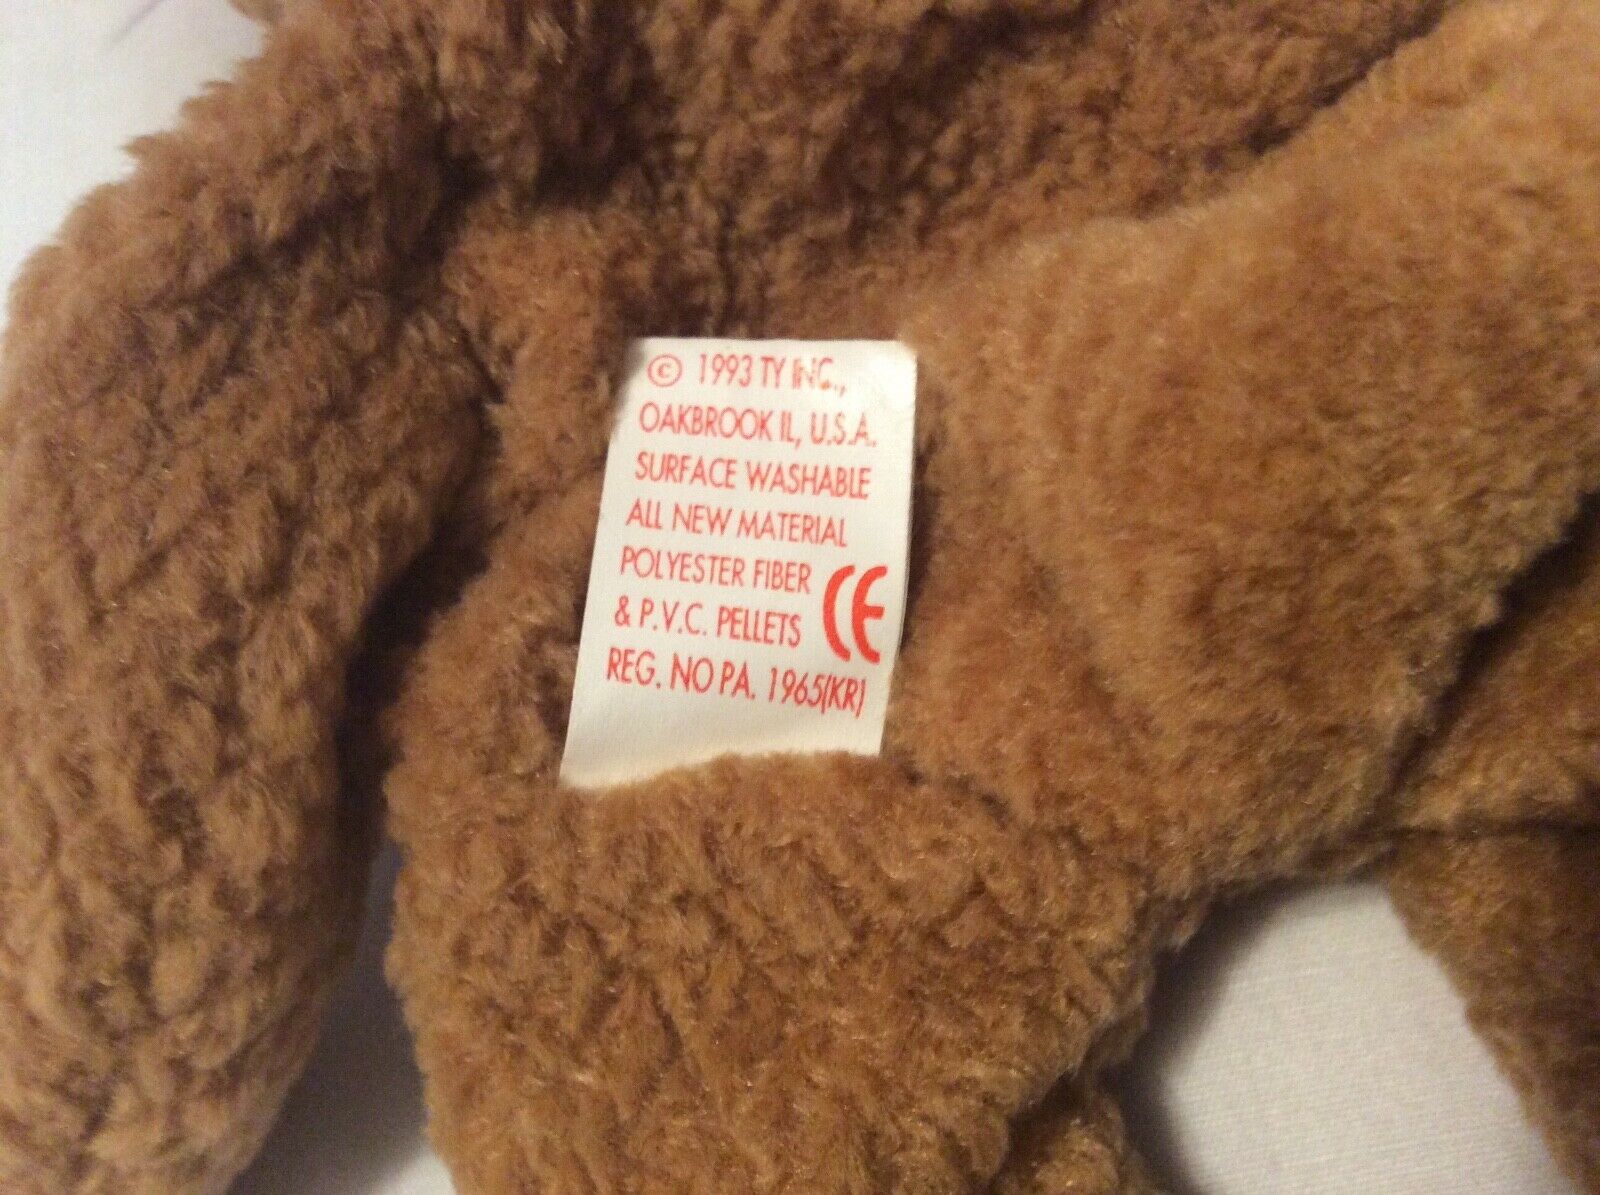 © 1993 TY INC.,
OAKBROOK IL, U.S.A.
SURFACE WASHABLE
ALL NEW MATERIAL
POLYESTER FIBER
& P.V.C. PELLETS CE
REG. NO PA. 1965(KR)